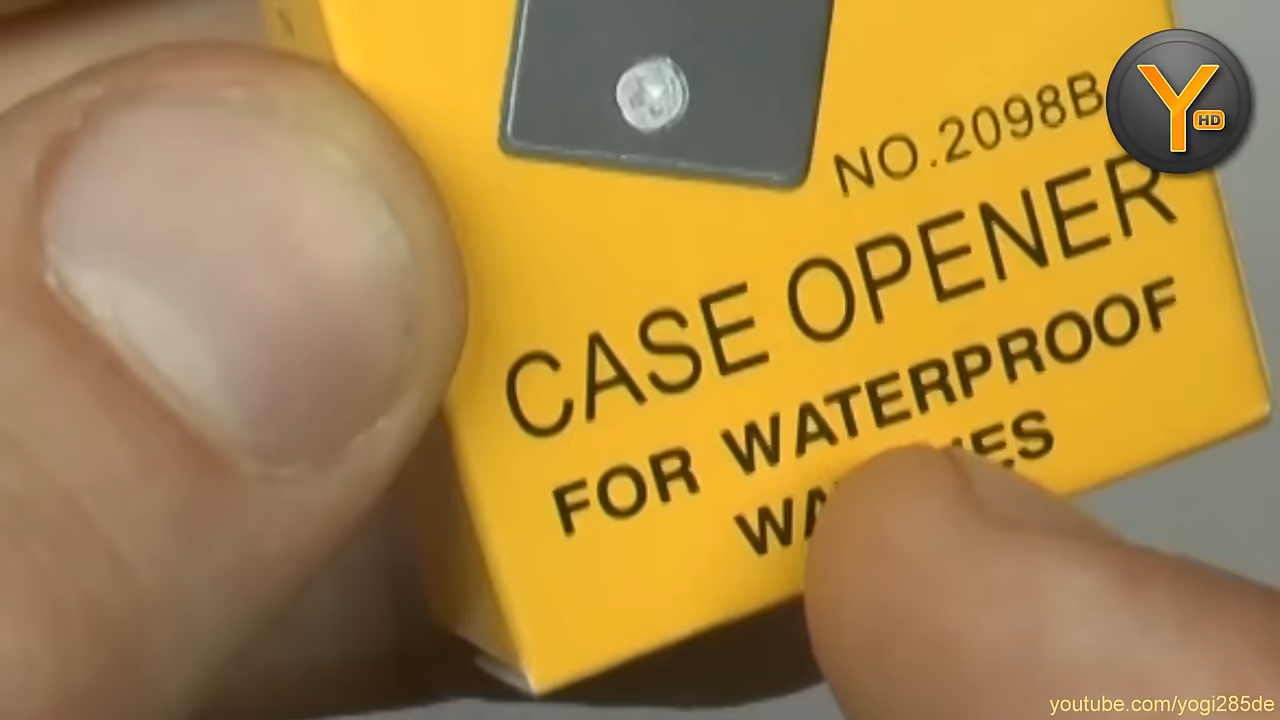 Y
HD
NO.2098B
CASE OPENER
FOR WATERPROOF
youtube.com/yogi285de